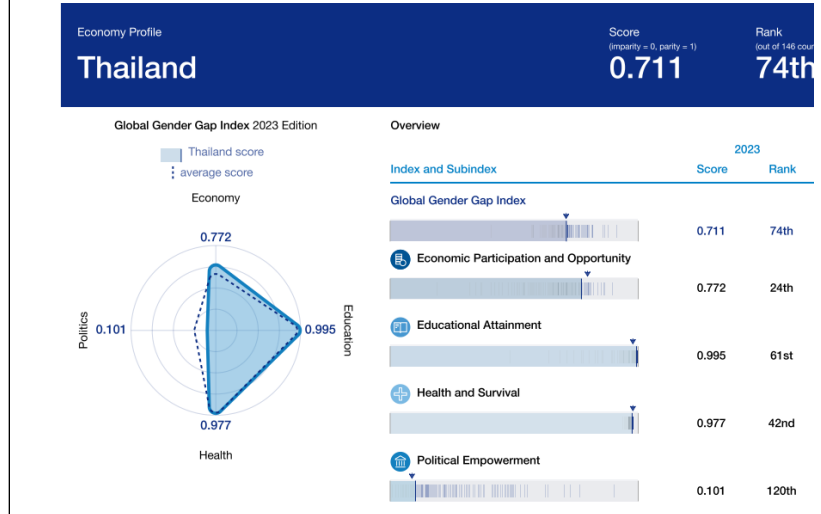 Economy Profile
Thailand
Score
(imparity = 0, parity = 1)
0.711
Rank
(out of 146 cour
74th
Global Gender Gap Index 2023 Edition
Thailand score
average score
Economy
0.772
Politics
0.101
0.995
Education
0.977
Health
Overview
2023
Index and Subindex Score Rank
Global Gender Gap Index
0.711 74th
Economic Participation and Opportunity
0.772 24th
Educational Attainment
0.995 61st
Health and Survival
0.977 42nd
Political Empowerment
0.101 120th